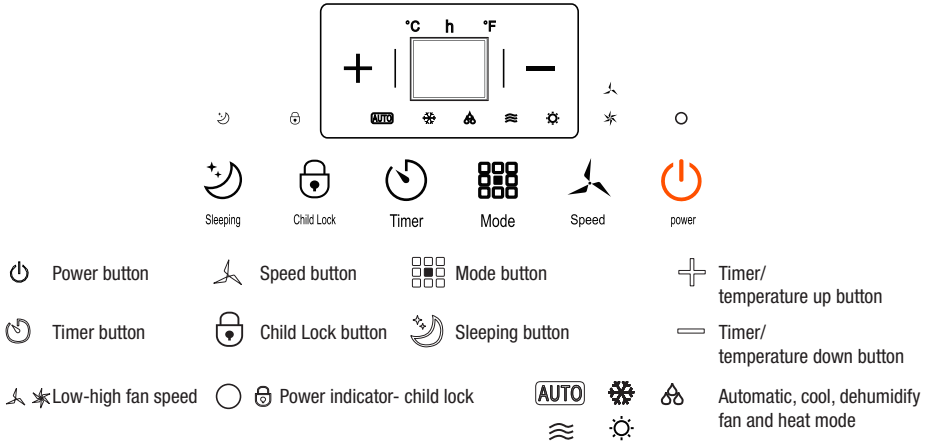 °C h °F
AUTO
Sleeping Child Lock Timer Mode Speed power
Power button Speed button Mode button Timer/
temperature up button
Timer button Child Lock button Sleeping button Timer/
temperature down button
Low-high fan speed Power indicator- child lock AUTO Automatic, cool, dehumidify
fan and heat mode